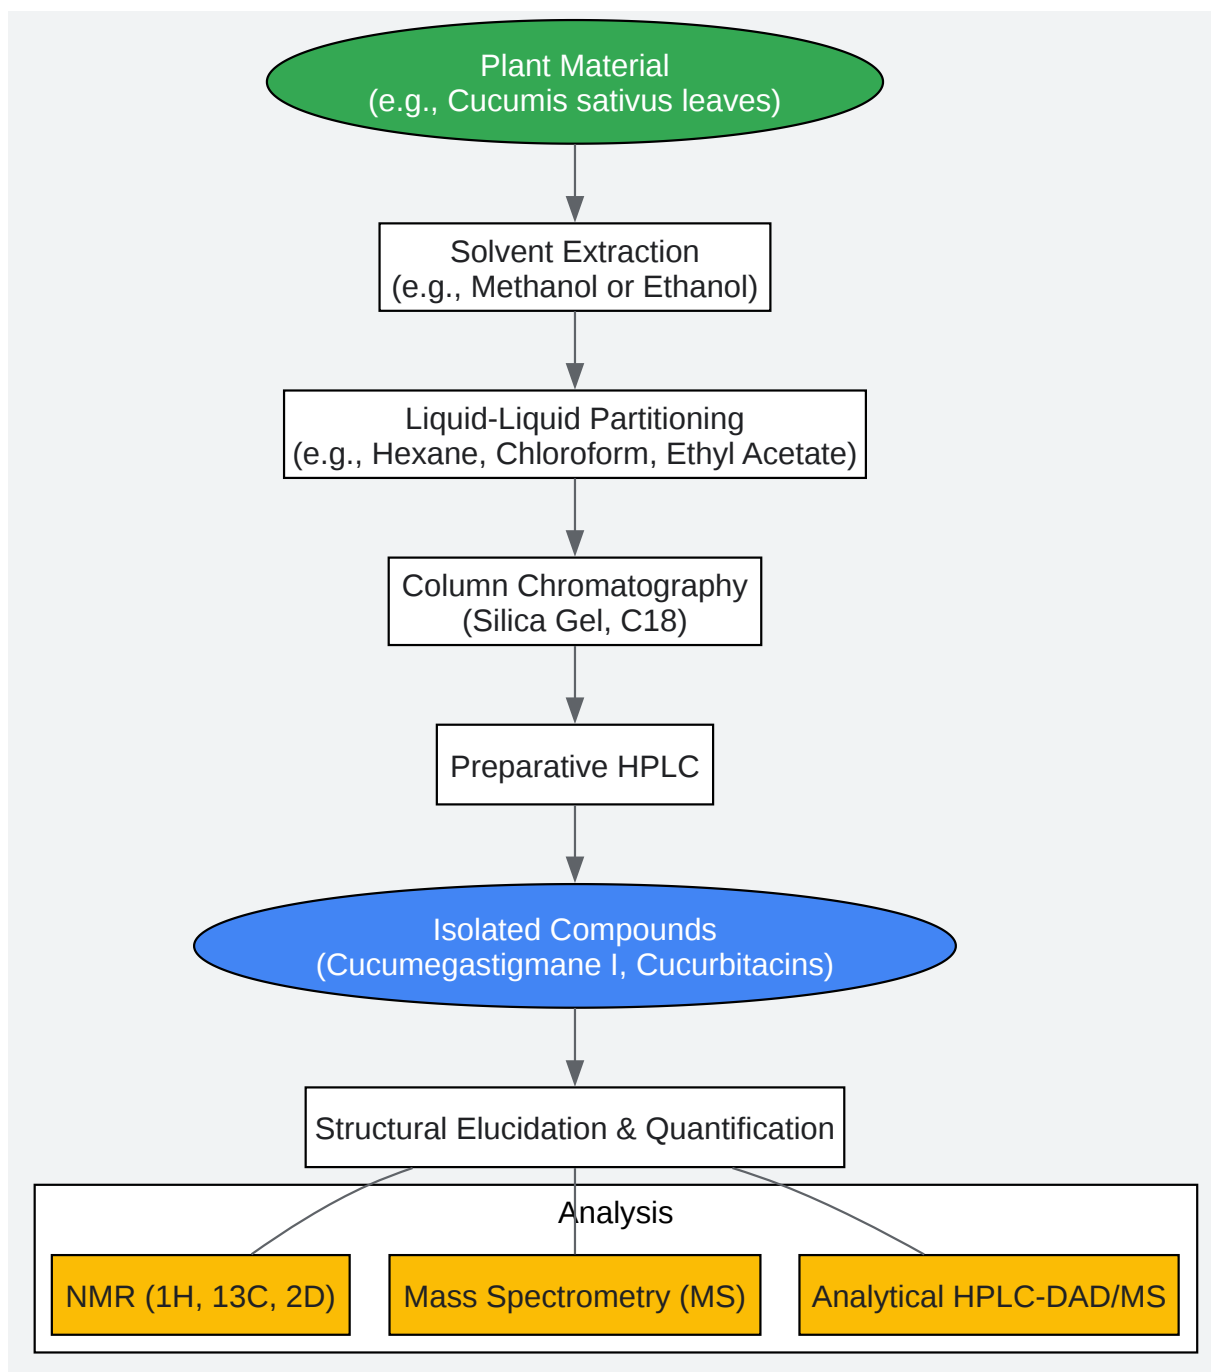 Plant Material
(e.g., Cucumis sativus leaves)
Solvent Extraction
(e.g., Methanol or Ethanol)
Liquid-Liquid Partitioning
(e.g., Hexane, Chloroform, Ethyl Acetate)
Column Chromatography
(Silica Gel, C18)
Preparative HPLC
Isolated Compounds
(Cucumegastigmane I, Cucurbitacins)
Structural Elucidation & Quantification
Analysis
NMR (1H, 13C, 2D)
Mass Spectrometry (MS)
Analytical HPLC-DAD/MS